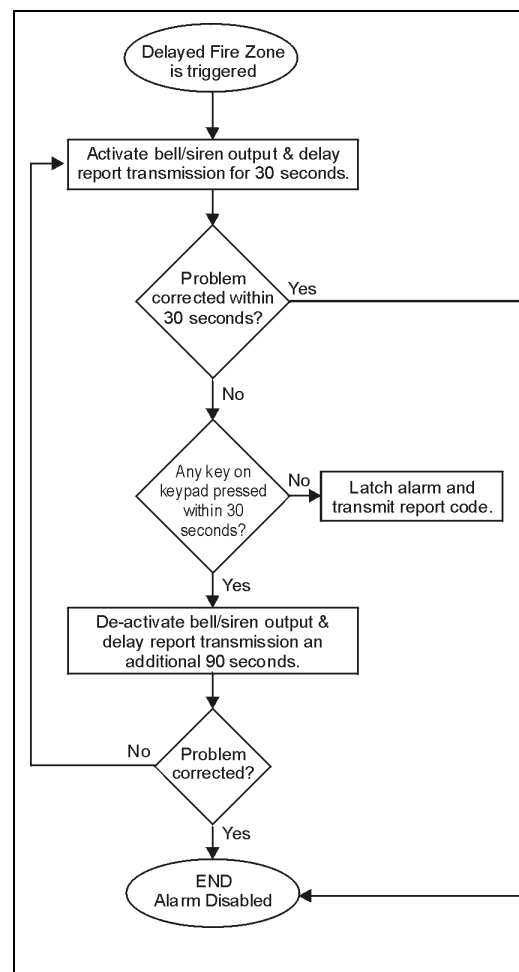 Delayed Fire Zone
is triggered
Activate bell/siren output & delay
report transmission for 30 seconds.
Problem
corrected within
30 seconds?
Yes
No
Any key on
keypad pressed
within 30
seconds?
No
Latch alarm and
transmit report code.
Yes
De-activate bell/siren output &
delay report transmission an
additional 90 seconds.
No
Problem
corrected?
Yes
END
Alarm Disabled